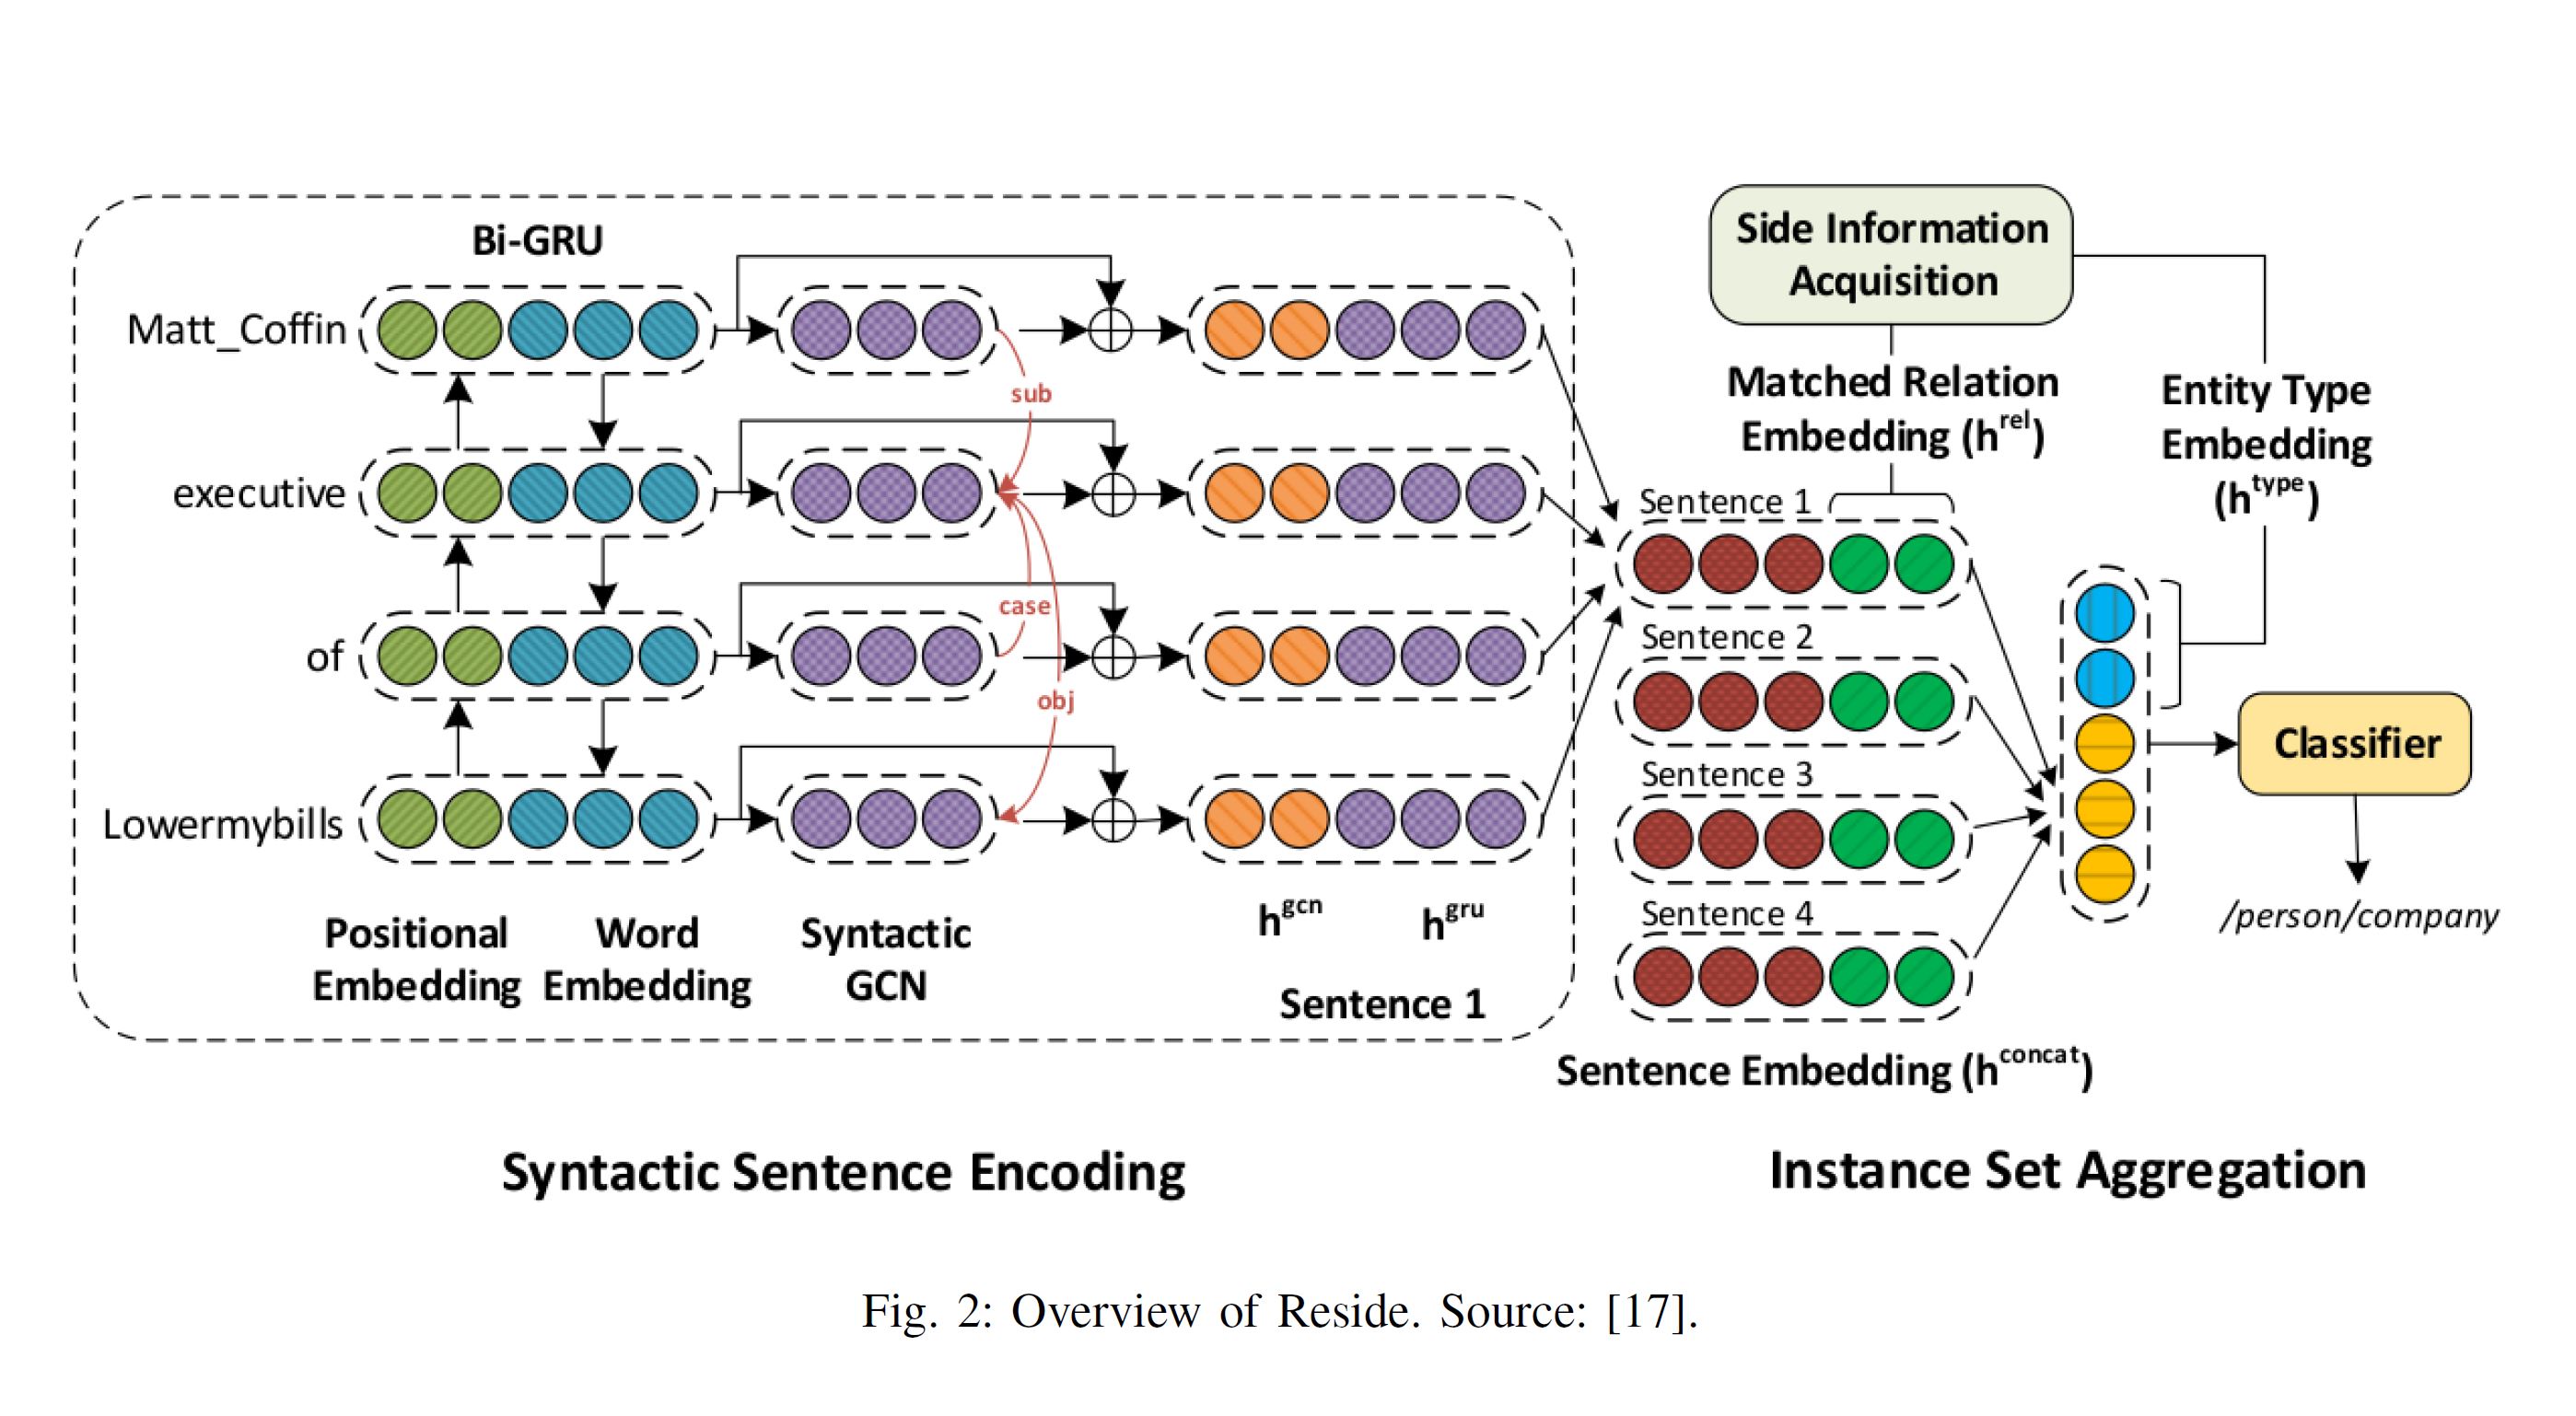 Bi-GRU
Matt_Coffin
executive
of
Lowermybills
sub
case
obj
Positional
Embedding
Word
Embedding
Syntactic
GCN
h^gcn
h^gru
Sentence 1
Side Information
Acquisition
Matched Relation
Embedding (h^rel)
Entity Type
Embedding
(h^type)
Sentence 1
Sentence 2
Sentence 3
Sentence 4
Sentence Embedding (h^concat)
Classifier
/person/company
Syntactic Sentence Encoding
Instance Set Aggregation
Fig. 2: Overview of Reside. Source: [17].